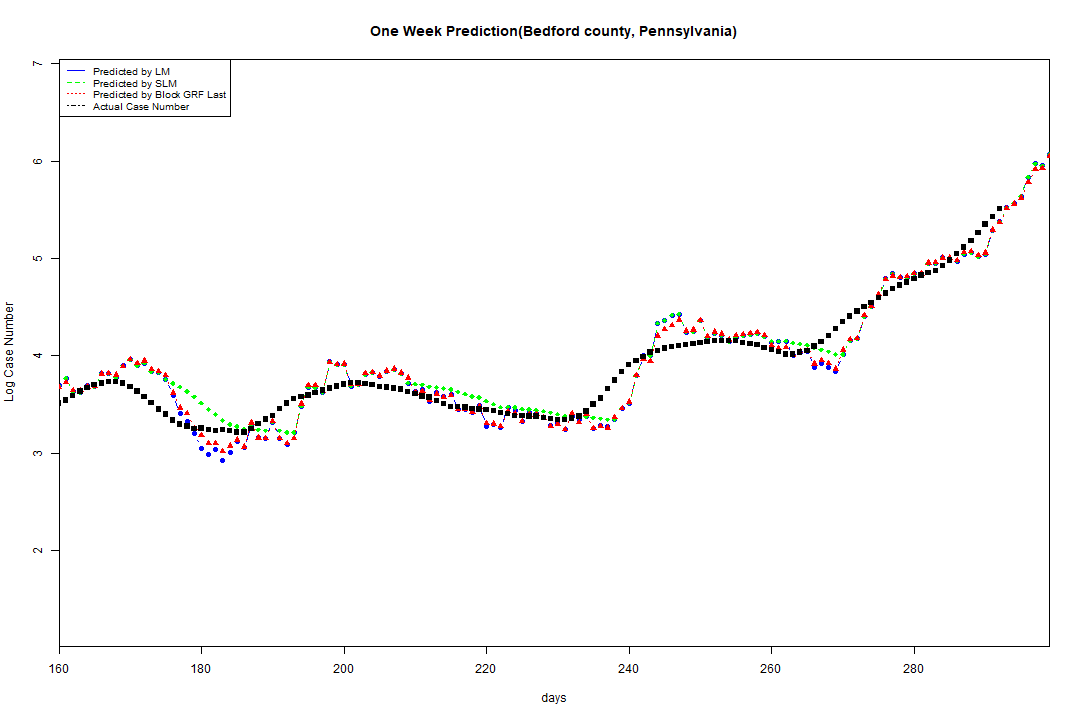 One Week Prediction(Bedford county, Pennsylvania)
Predicted by LM
Predicted by SLM
Predicted by Block GRF Last
Actual Case Number
7
6
5
4
3
2
Log Case Number
160 180 200 220 240 260 280
days